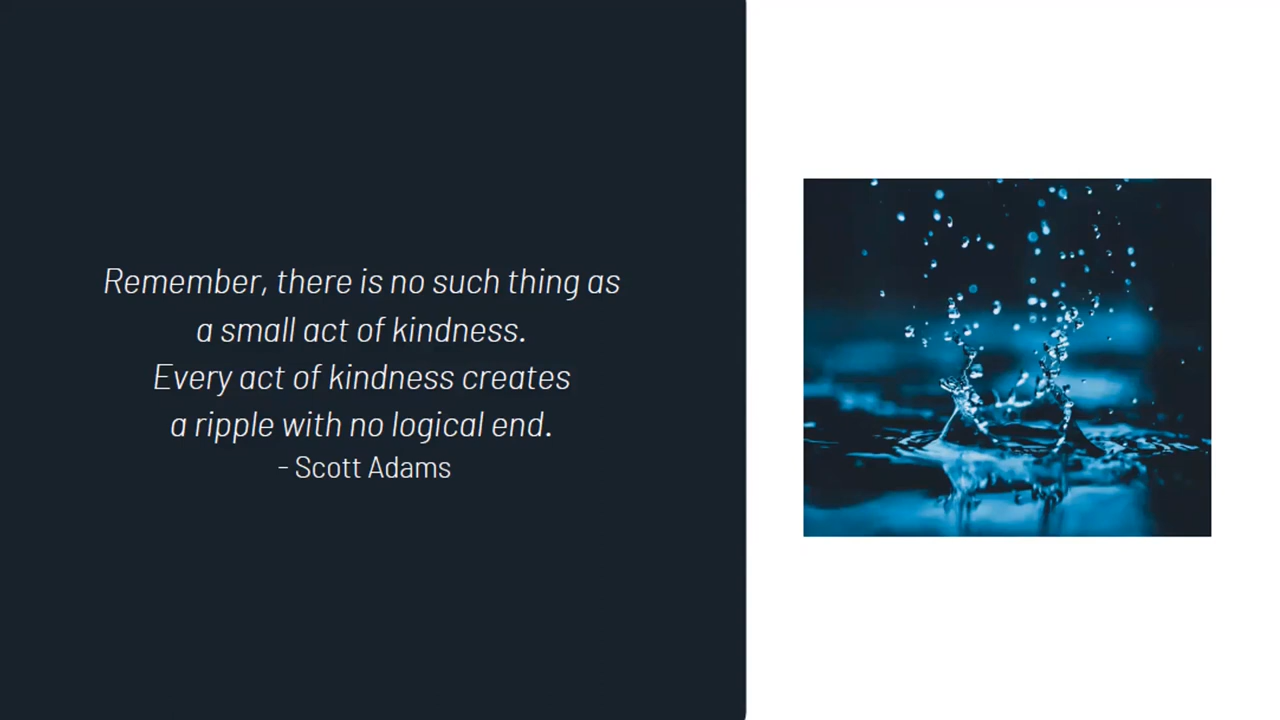 Remember, there is no such thing as
a small act of kindness.
Every act of kindness creates
a ripple with no logical end.
- Scott Adams